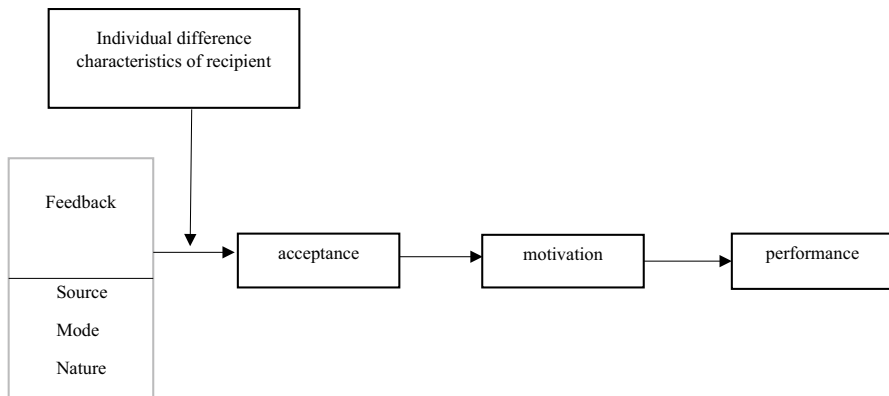 Individual difference
characteristics of recipient
Feedback
acceptance
motivation
performance
Source
Mode
Nature